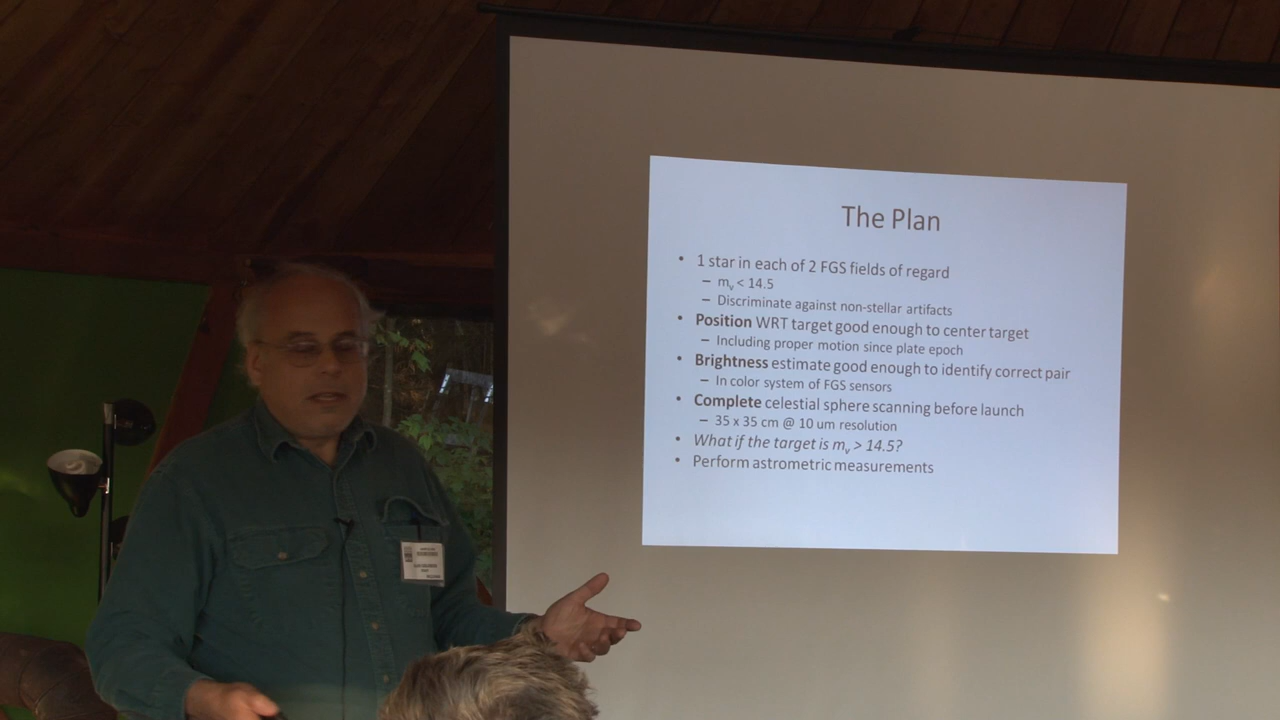 The Plan
• 1 star in each of 2 FGS fields of regard
– mv < 14.5
– Discriminate against non-stellar artifacts
• Position WRT target good enough to center target
– Including proper motion since plate epoch
• Brightness estimate good enough to identify correct pair
– In color system of FGS sensors
• Complete celestial sphere scanning before launch
– 35 x 35 cm @ 10 um resolution
• What if the target is mv > 14.5?
• Perform astrometric measurements